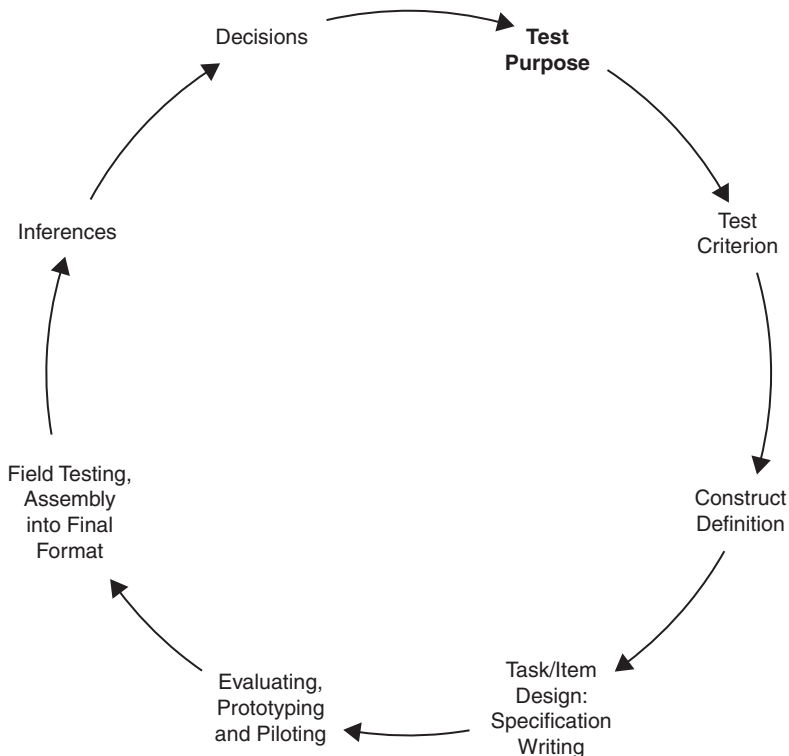 Decisions
Test
Purpose
Test
Criterion
Construct
Definition
Task/Item
Design:
Specification
Writing
Evaluating,
Prototyping
and Piloting
Field Testing,
Assembly
into Final
Format
Inferences